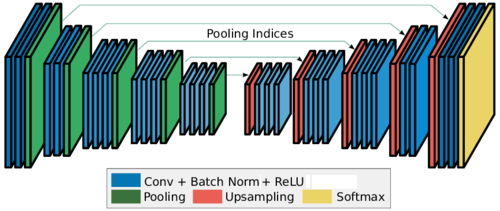 Pooling Indices
Conv + Batch Norm + ReLU
Pooling Upsampling Softmax